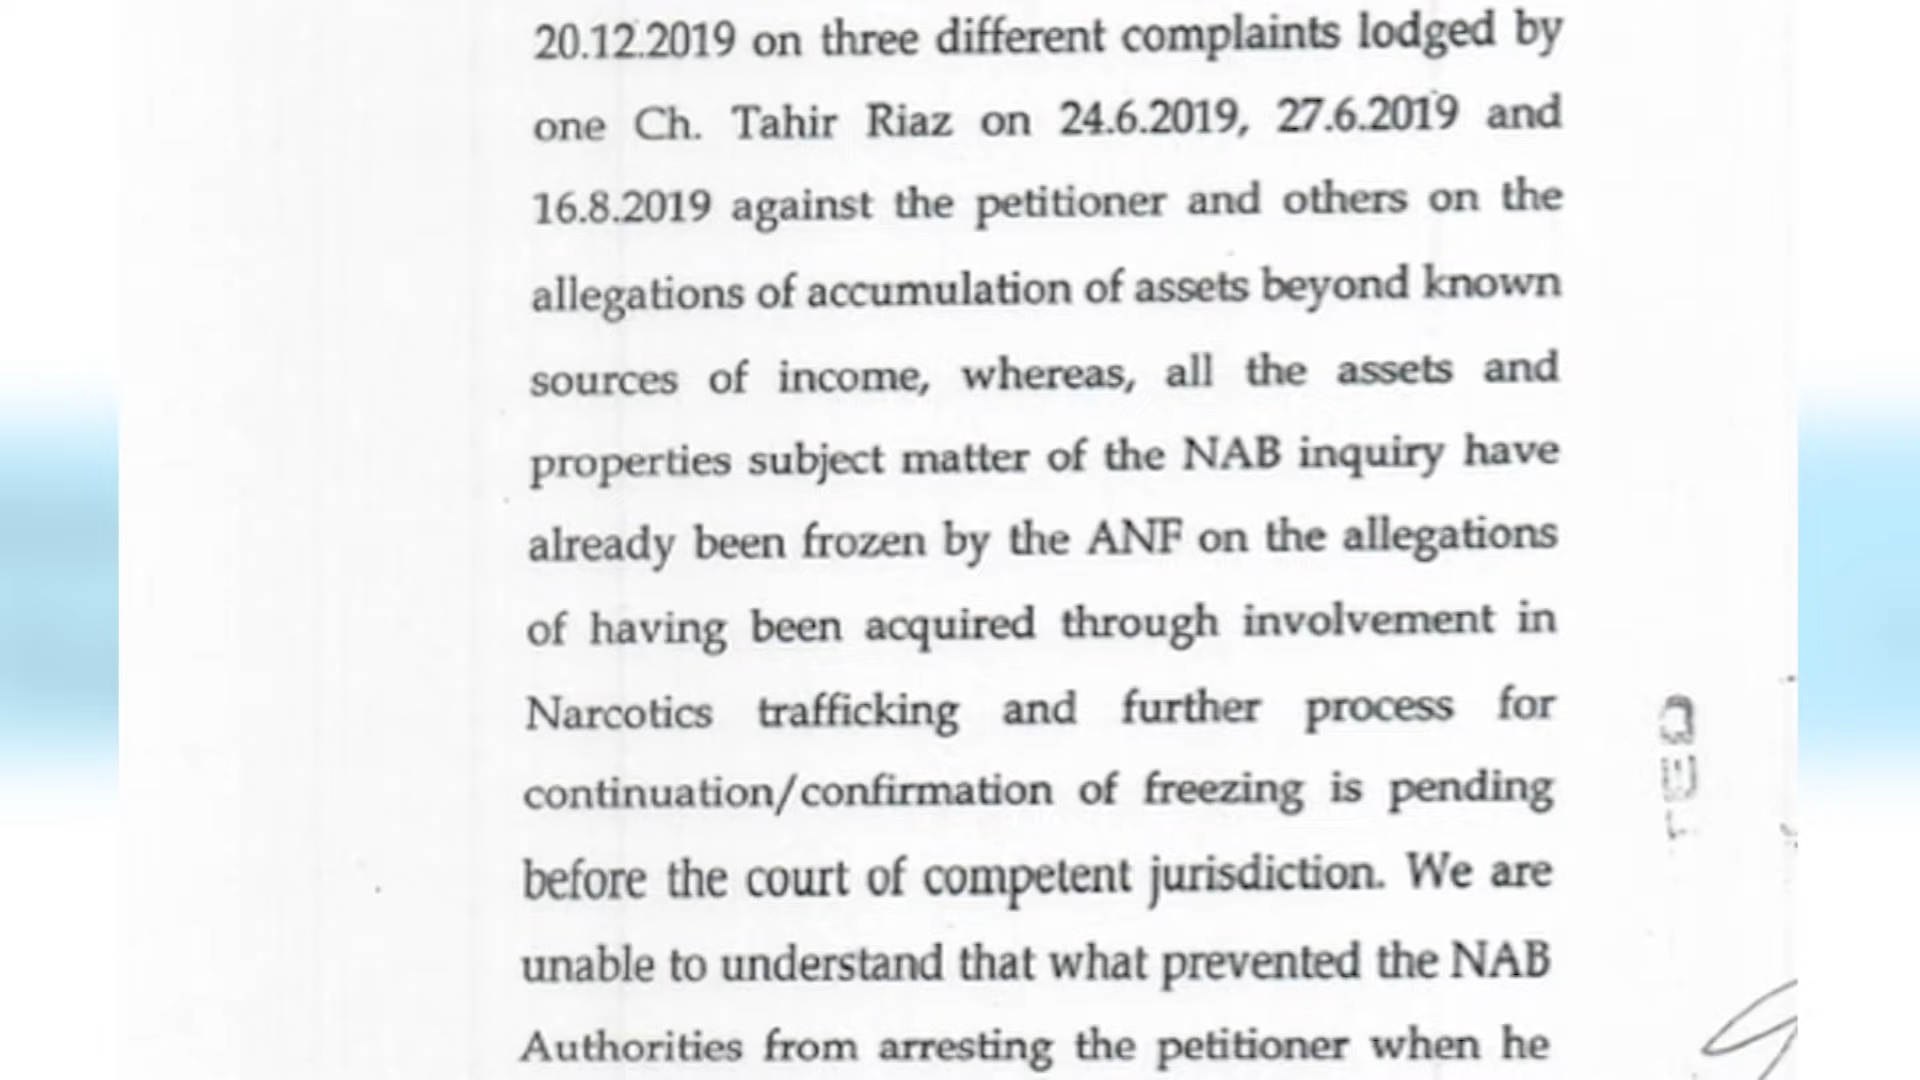 20.12.2019 on three different complaints lodged by
one Ch. Tahir Riaz on 24.6.2019, 27.6.2019 and
16.8.2019 against the petitioner and others on the
allegations of accumulation of assets beyond known
sources of income, whereas, all the assets and
properties subject matter of the NAB inquiry have
already been frozen by the ANF on the allegations
of having been acquired through involvement in
Narcotics trafficking and further process for
continuation/confirmation of freezing is pending
before the court of competent jurisdiction. We are
unable to understand that what prevented the NAB
Authorities from arresting the petitioner when he